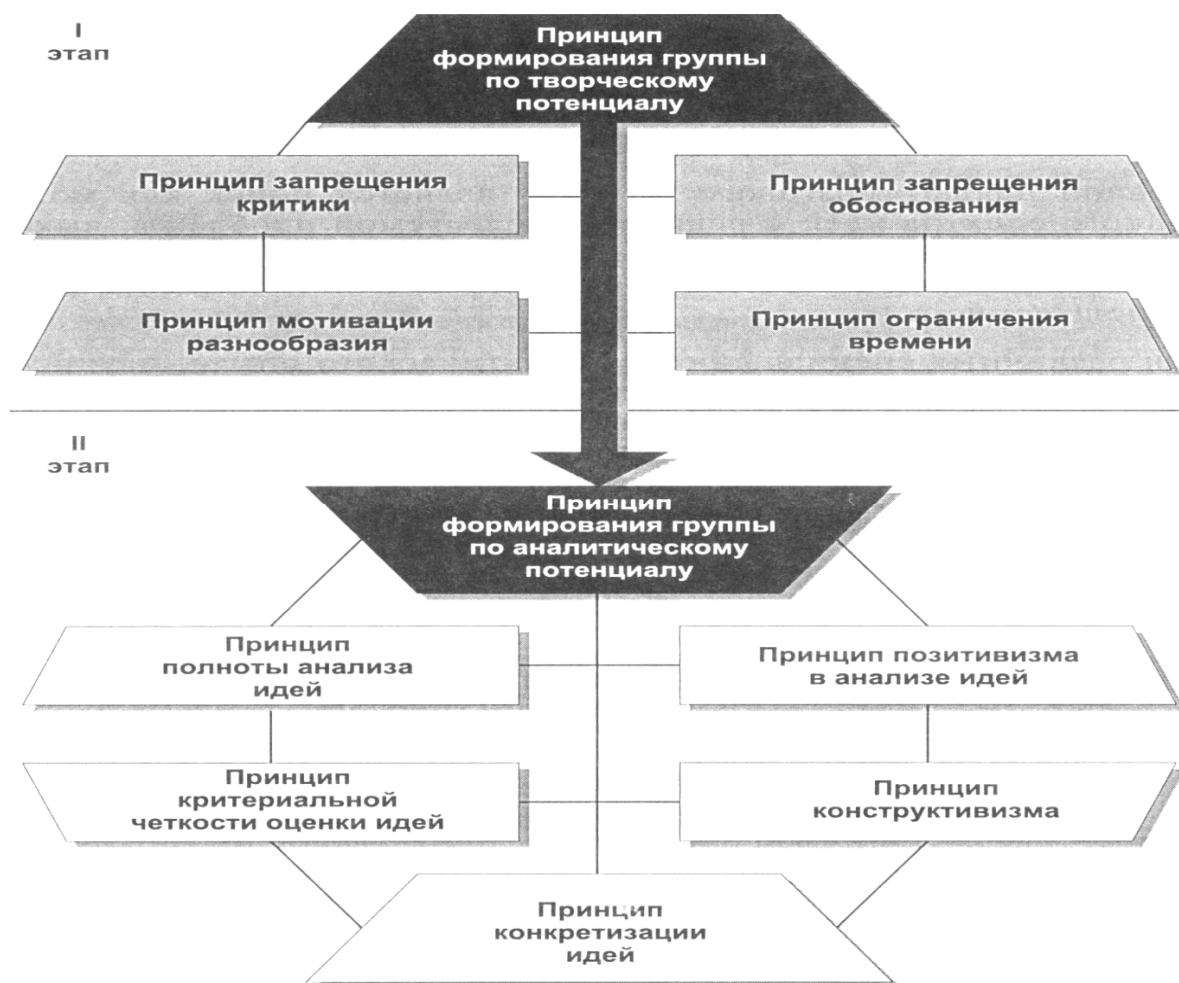 I
этап
Принцип
формирования группы
по творческому
потенциалу
Принцип запрещения
критики
Принцип запрещения
обоснования
Принцип мотивации
разнообразия
Принцип ограничения
времени
II
этап
Принцип
формирования группы
по аналитическому
потенциалу
Принцип
полноты анализа
идей
Принцип позитивизма
в анализе идей
Принцип
критериальной
четкости оценки идей
Принцип
конструктивизма
Принцип
конкретизации
идей